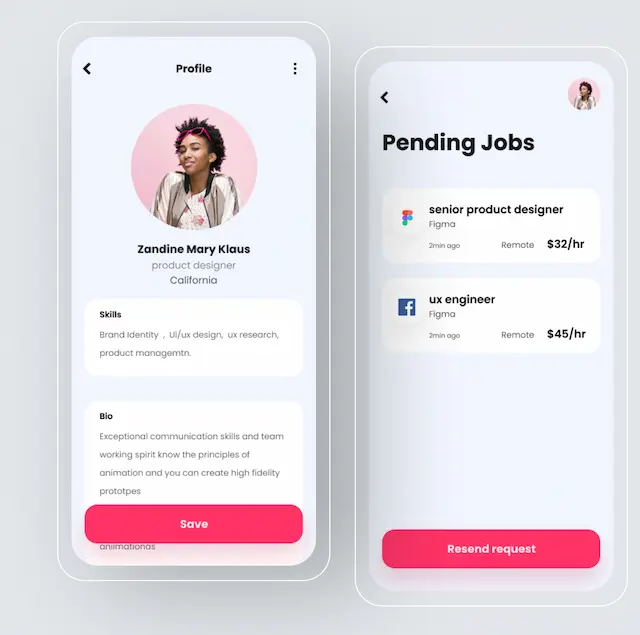 Profile
Zandine Mary Klaus
product designer
California
Skills
Brand Identity , UI/ux design, ux research,
product managemtn.
Bio
Exceptional communication skills and team
working spirit know the principles of
animation and you can create high fidelity
prototpes
Save
aniimationas
Pending Jobs
senior product designer
Figma
2min ago Remote $32/hr
ux engineer
Figma
2min ago Remote $45/hr
Resend request